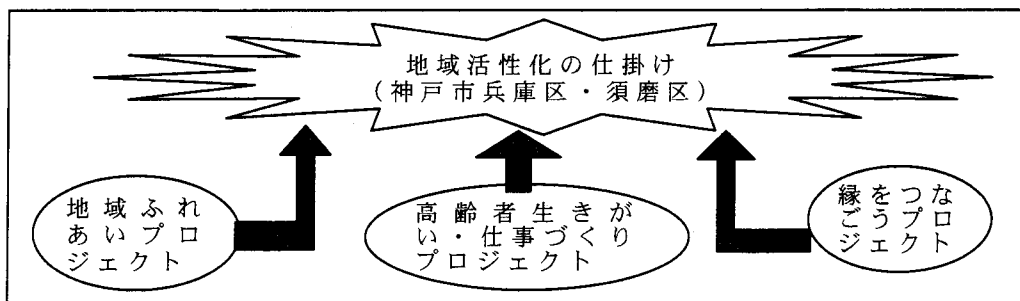 地域活性化の仕掛け
(神戸市兵庫区・須磨区)
地域ふれ
あいプロ
ジェクト
高齢者生きが
い・仕事づくり
プロジェクト
縁をつな
ごうプロ
ジェクト